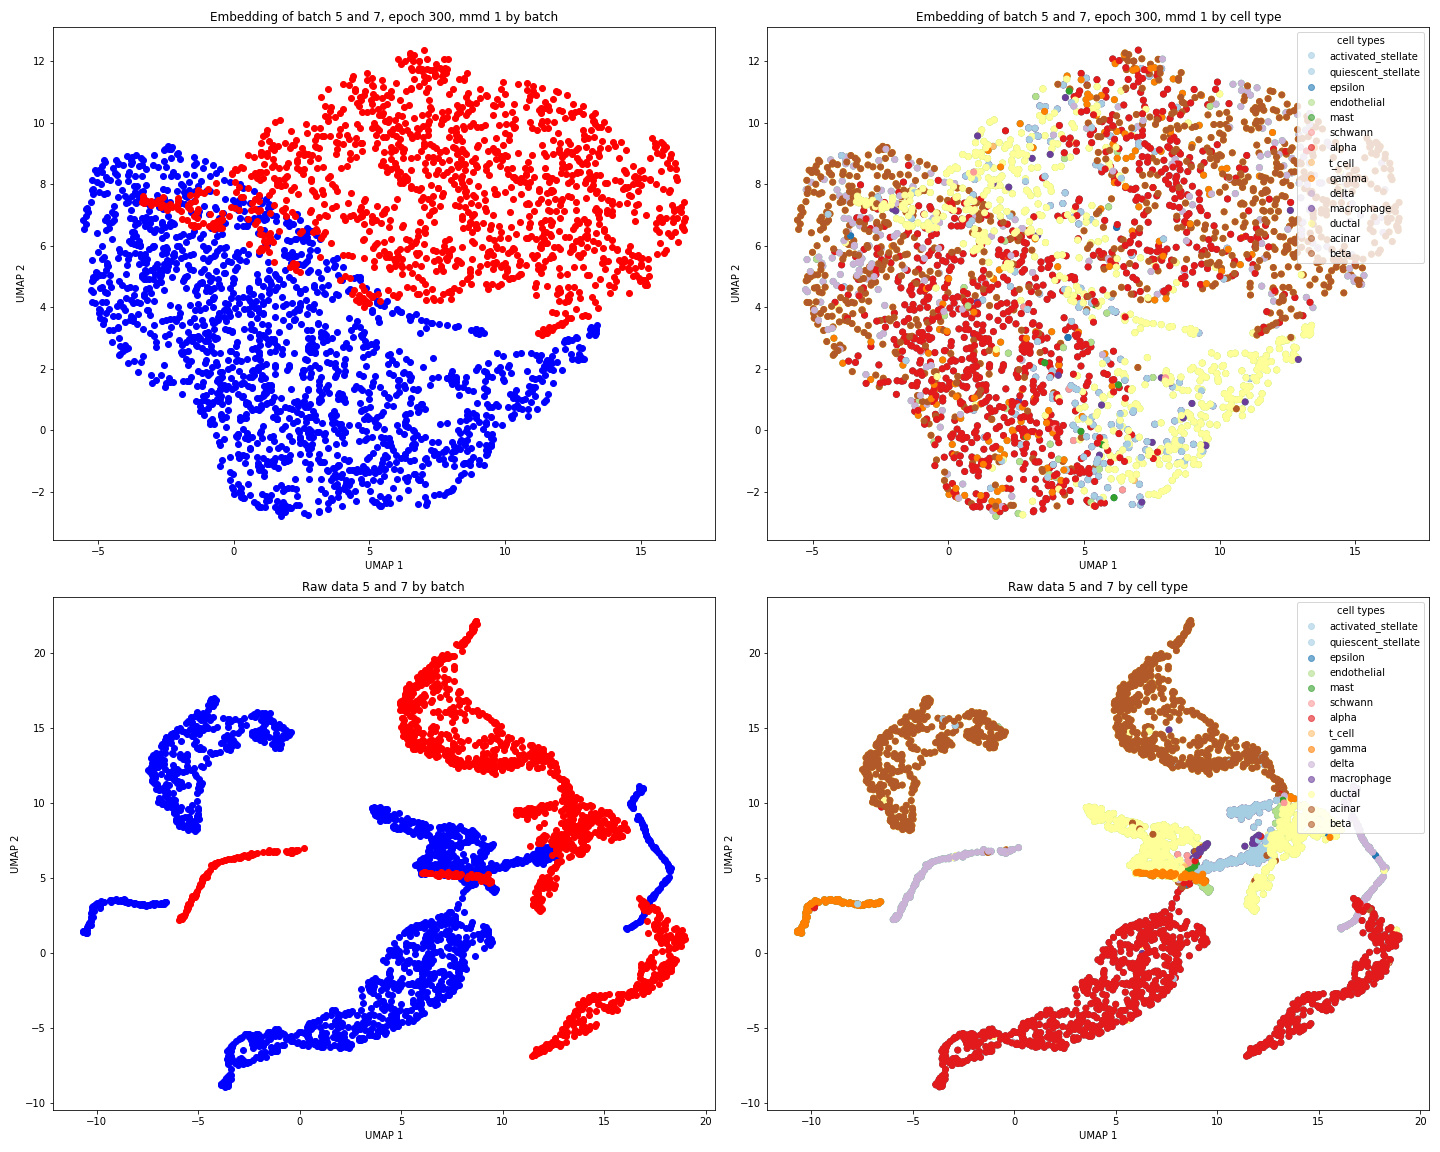 Embedding of batch 5 and 7, epoch 300, mmd 1 by batch
UMAP 2
12
10
8
6
4
2
0
−2
−5
0
5
10
15
UMAP 1
Embedding of batch 5 and 7, epoch 300, mmd 1 by cell type
UMAP 2
12
10
8
6
4
2
0
−2
−5
0
5
10
15
UMAP 1
cell types
activated_stellate
quiescent_stellate
epsilon
endothelial
mast
schwann
alpha
t_cell
gamma
delta
macrophage
ductal
acinar
beta
Raw data 5 and 7 by batch
UMAP 2
20
15
10
5
0
−5
−10
−10
−5
0
5
10
15
20
UMAP 1
Raw data 5 and 7 by cell type
UMAP 2
20
15
10
5
0
−5
−10
−10
−5
0
5
10
15
20
UMAP 1
cell types
activated_stellate
quiescent_stellate
epsilon
endothelial
mast
schwann
alpha
t_cell
gamma
delta
macrophage
ductal
acinar
beta